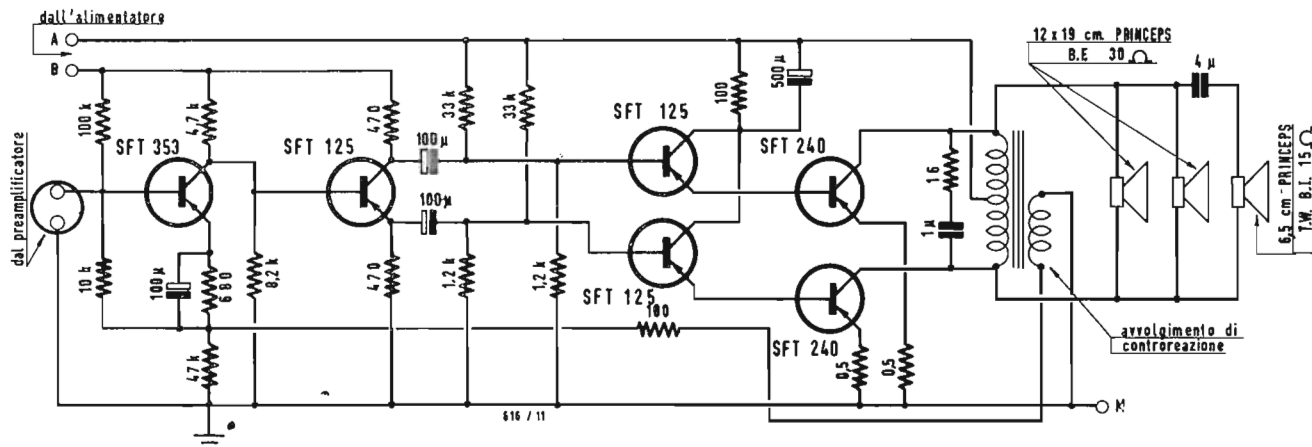 dall'alimentatore
A
B
100 k
4,7 k
SFT 353
dal preamplificatore
10 k
100 µ
680
8,2 k
47 k
SFT 125
470
100 µ
100 µ
470
33 k
33 k
1,2 k
1,2 k
SFT 125
SFT 125
100
100
500 µ
SFT 240
SFT 240
0,5
0,5
16
1 µ
12 x 19 cm. PRINCEPS
B.E 30 Ω
4 µ
6,5 cm - PRINCEPS
T.W. B.I. 15 Ω
avvolgimento di
controreazione
M
616 / 11